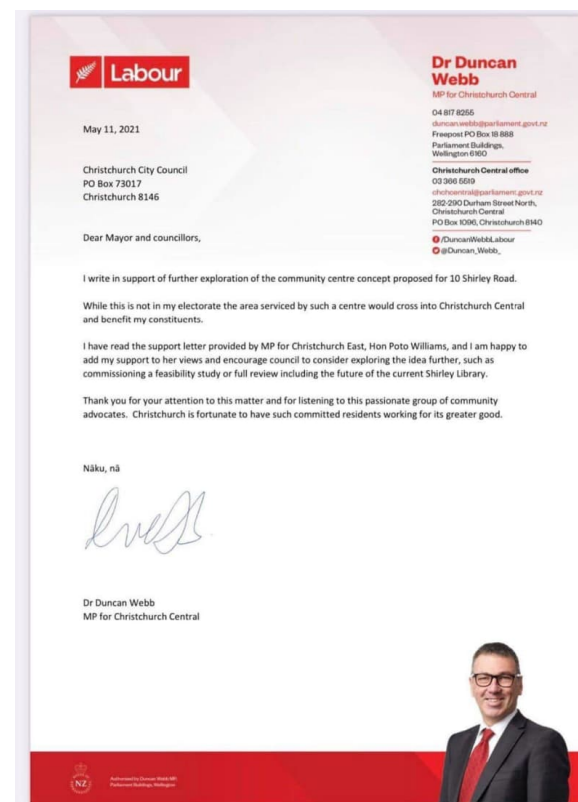 Labour
Dr Duncan
Webb
MP for Christchurch Central
04 817 8255
duncan.webb@parliament.govt.nz
Freepost PO Box 18 888
Parliament Buildings,
Wellington 6160
Christchurch Central office
03 366 5519
chchcentral@parliament.govt.nz
282-290 Durham Street North,
Christchurch Central
PO Box 1096, Christchurch 8140
/DuncanWebbLabour
@Duncan_Webb_
May 11, 2021
Christchurch City Council
PO Box 73017
Christchurch 8146
Dear Mayor and councillors,
I write in support of further exploration of the community centre concept proposed for 10 Shirley Road.
While this is not in my electorate the area serviced by such a centre would cross into Christchurch Central
and benefit my constituents.
I have read the support letter provided by MP for Christchurch East, Hon Poto Williams, and I am happy to
add my support to her views and encourage council to consider exploring the idea further, such as
commissioning a feasibility study or full review including the future of the current Shirley Library.
Thank you for your attention to this matter and for listening to this passionate group of community
advocates. Christchurch is fortunate to have such committed residents working for its greater good.
Nāku, nā
Dr Duncan Webb
MP for Christchurch Central
NZ
Authorised by Duncan Webb MP,
Parliament Buildings, Wellington